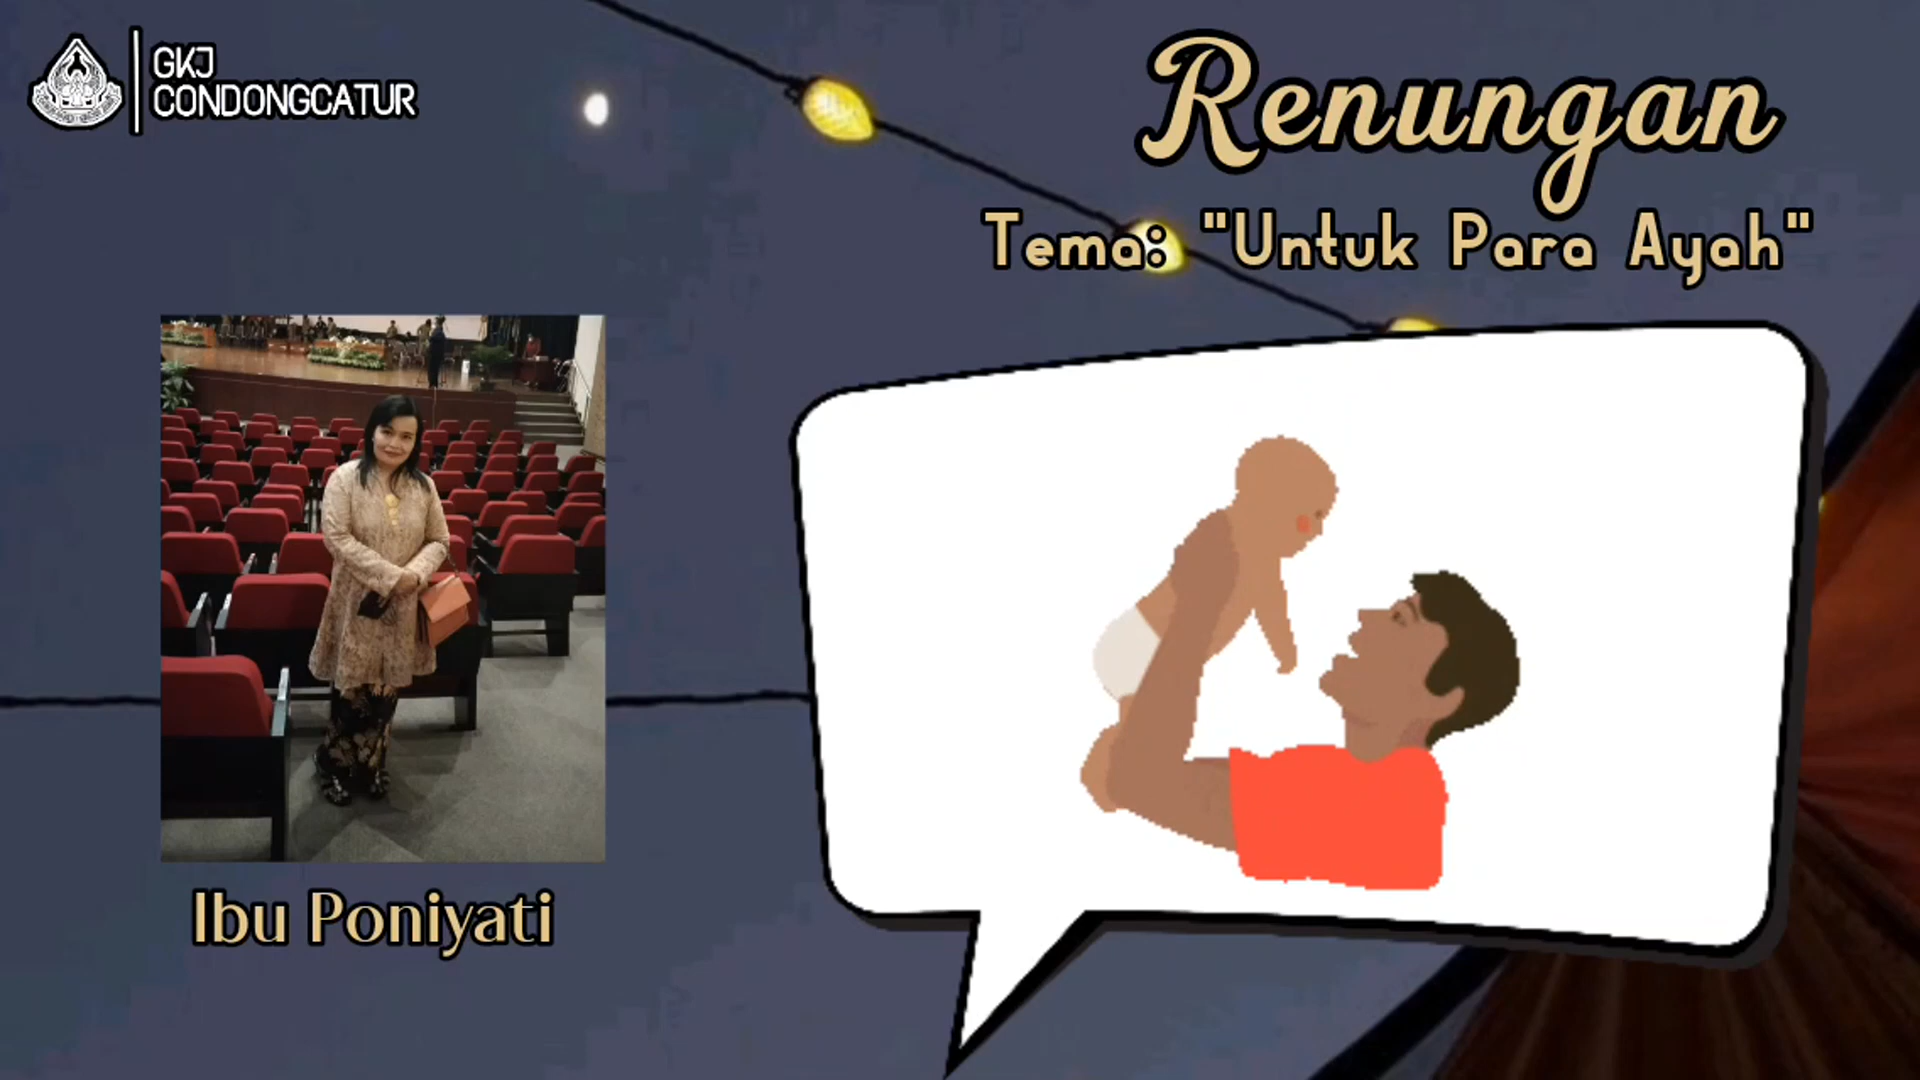 GKJ
CONDONGCATUR
Renungan
Tema: "Untuk Para Ayah"
Ibu Poniyati